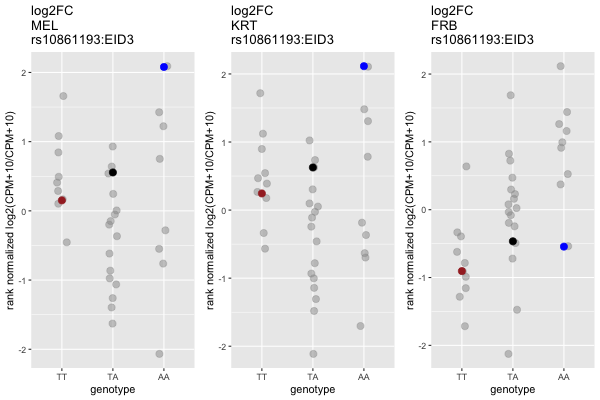 log2FC
MEL
rs10861193:EID3
rank normalized log2(CPM+10/CPM+10)
2
1
0
-1
-2
TT
TA
AA
genotype
log2FC
KRT
rs10861193:EID3
rank normalized log2(CPM+10/CPM+10)
2
1
0
-1
-2
TT
TA
AA
genotype
log2FC
FRB
rs10861193:EID3
rank normalized log2(CPM+10/CPM+10)
2
1
0
-1
-2
TT
TA
AA
genotype